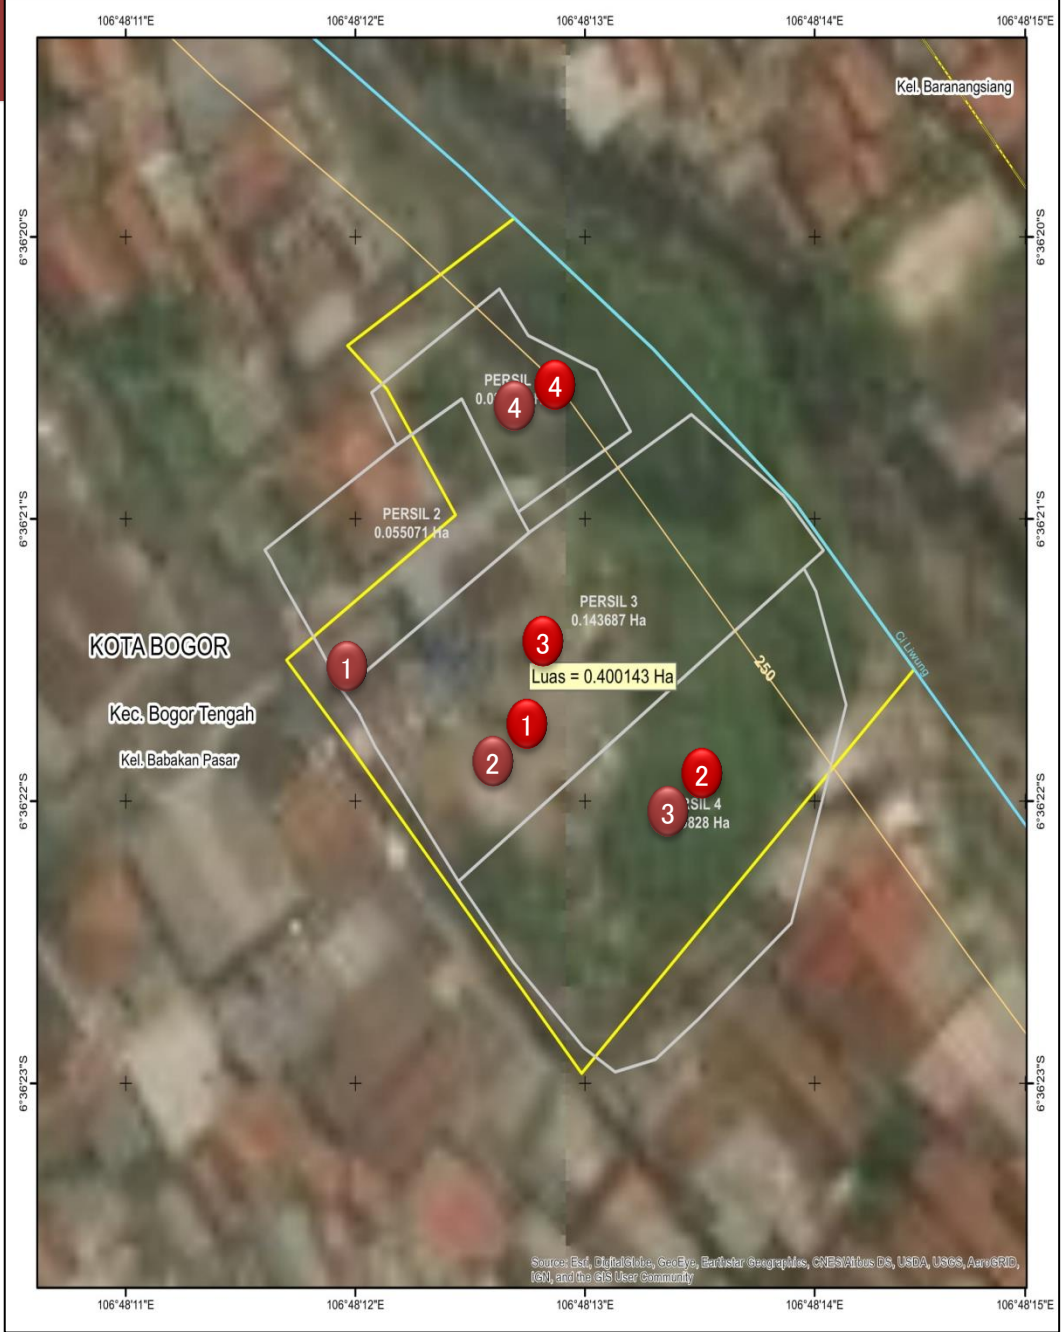 106°48'11"E 106°48'12"E 106°48'13"E 106°48'14"E 106°48'15"E
Kel. Baranangsiang
6°36'20"S 6°36'20"S
PERSIL
4
4
6°36'21"S 6°36'21"S
PERSIL 2
0.055071 Ha
PERSIL 3
0.143687 Ha
Ci Liwung
KOTA BOGOR
3
1
250
Luas = 0.400143 Ha
Kec. Bogor Tengah
1
Kel. Babakan Pasar
2
2
6°36'22"S 6°36'22"S
3
RSIL 4
828 Ha
6°36'23"S 6°36'23"S
Source: Esri, DigitalGlobe, GeoEye, Earthstar Geographics, CNES/Airbus DS, USDA, USGS, AeroGRID,
IGN, and the GIS User Community
106°48'11"E 106°48'12"E 106°48'13"E 106°48'14"E 106°48'15"E